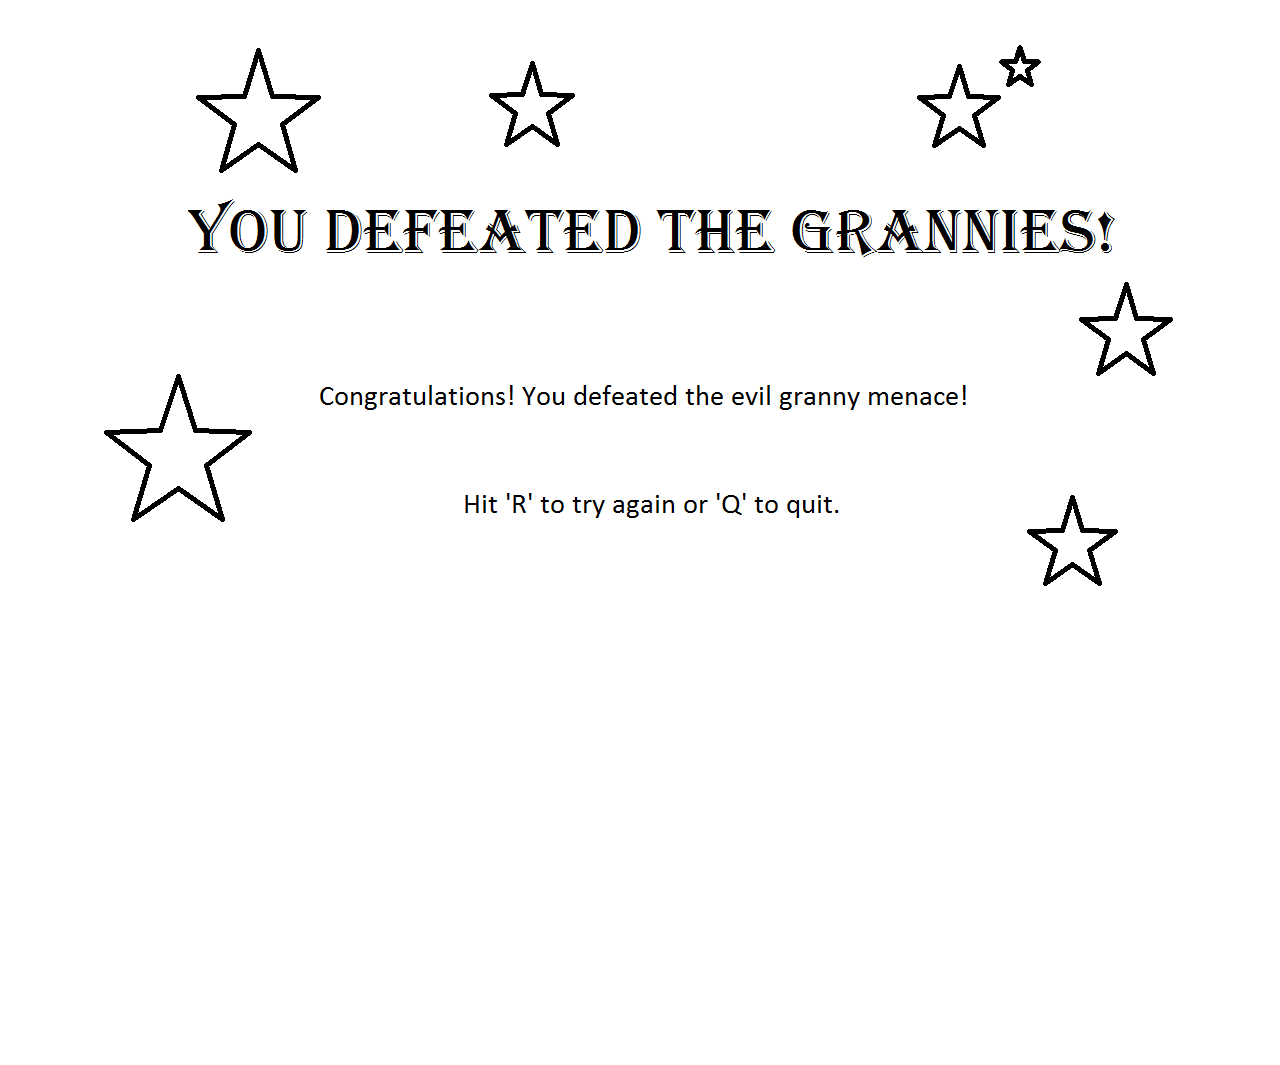 YOU DEFEATED THE GRANNIES!
Congratulations! You defeated the evil granny menace!
Hit 'R' to try again or 'Q' to quit.